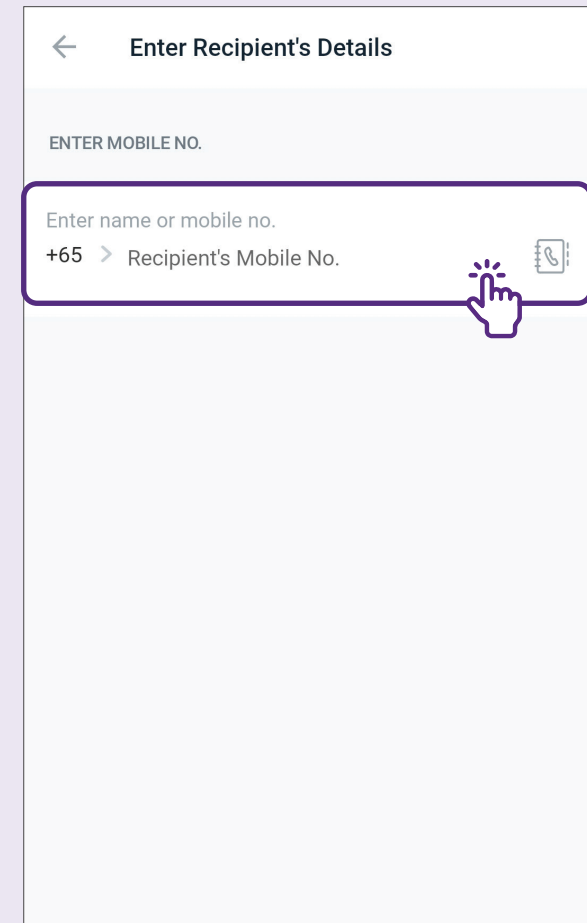 Enter Recipient's Details
ENTER MOBILE NO.
Enter name or mobile no.
+65 > Recipient's Mobile No.